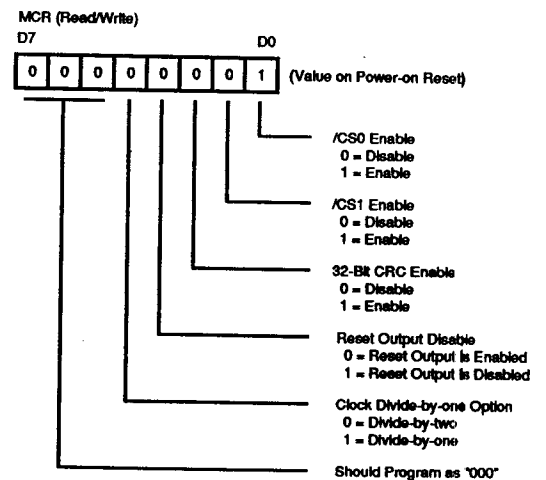 MCR (Read/Write)
D7 D0
0 0 0 0 0 0 0 1 (Value on Power-on Reset)
/CS0 Enable
0 = Disable
1 = Enable
/CS1 Enable
0 = Disable
1 = Enable
32-Bit CRC Enable
0 = Disable
1 = Enable
Reset Output Disable
0 = Reset Output Is Enabled
1 = Reset Output Is Disabled
Clock Divide-by-one Option
0 = Divide-by-two
1 = Divide-by-one
Should Program as "000"